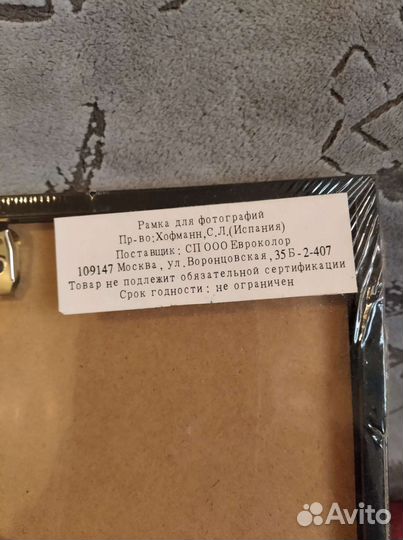 Рамка для фотографий
Пр-во;Хофманн,С,Л,(Испания)
Поставщик; СП ООО Евроколор
109147 Москва, ул.Воронцовская,35Б-2-407
Товар не подлежит обязательной сертификации
Срок годности; не ограничен
Avito